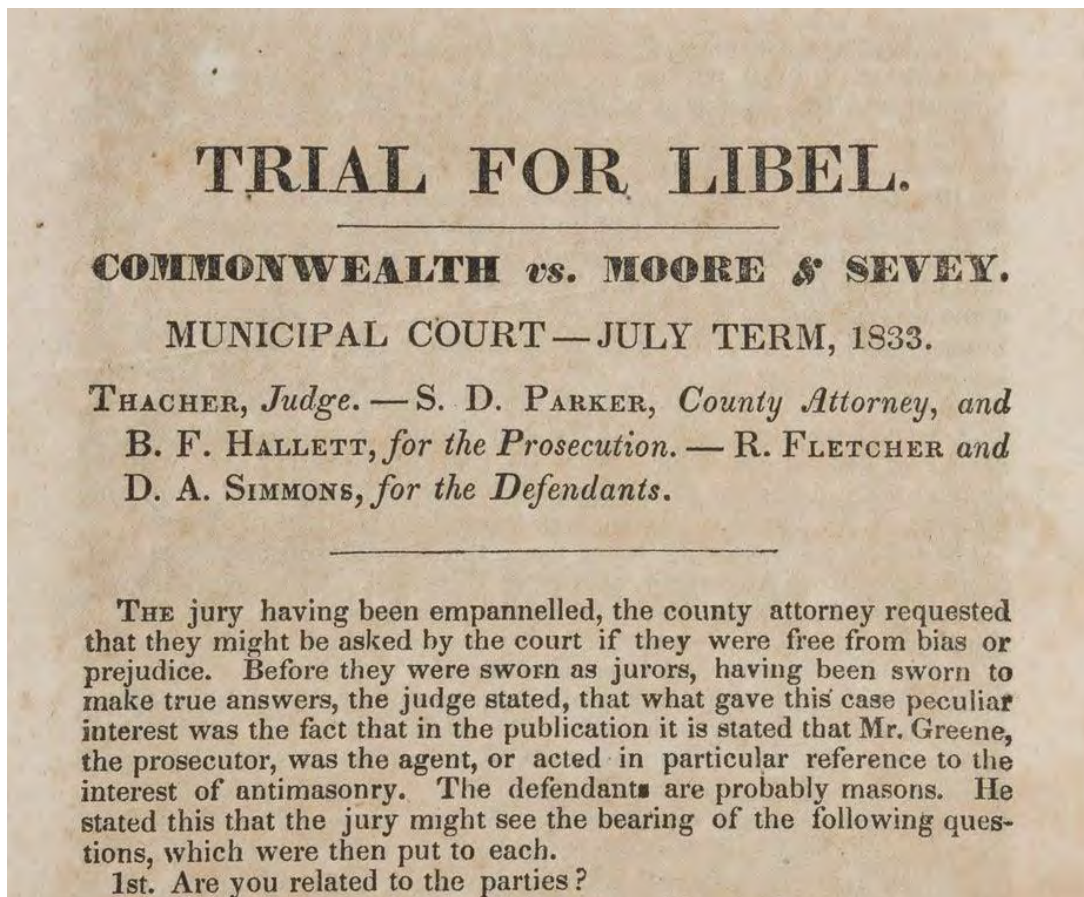 TRIAL FOR LIBEL.
COMMONWEALTH vs. MOORE & SEVEY.
MUNICIPAL COURT—JULY TERM, 1833.
THACHER, Judge. — S. D. PARKER, County Attorney, and
B. F. HALLETT, for the Prosecution. — R. FLETCHER and
D. A. SIMMONS, for the Defendants.
THE jury having been empannelled, the county attorney requested
that they might be asked by the court if they were free from bias or
prejudice. Before they were sworn as jurors, having been sworn to
make true answers, the judge stated, that what gave this case peculiar
interest was the fact that in the publication it is stated that Mr. Greene,
the prosecutor, was the agent, or acted in particular reference to the
interest of antimasonry. The defendants are probably masons. He
stated this that the jury might see the bearing of the following ques-
tions, which were then put to each.
1st. Are you related to the parties?